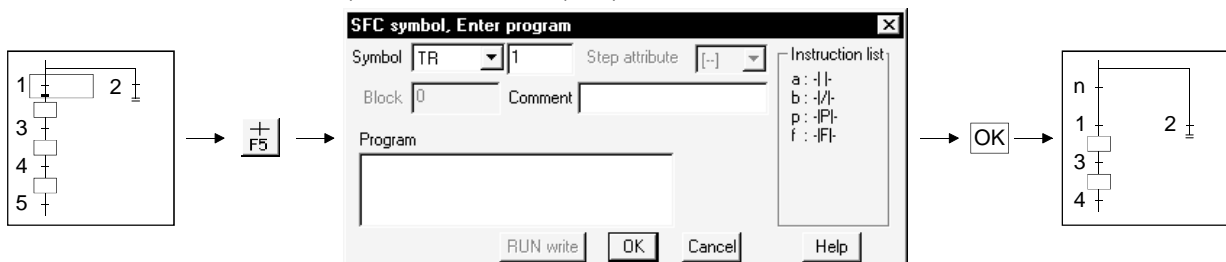 1 2
3
4
5
F5
SFC symbol, Enter program
Symbol TR 1 Step attribute [--]
Block 0 Comment
Program
Instruction list
a : -| |-
b : -|/|-
p : -|P|-
f : -|F|-
RUN write OK Cancel Help
OK
n
1 2
3
4